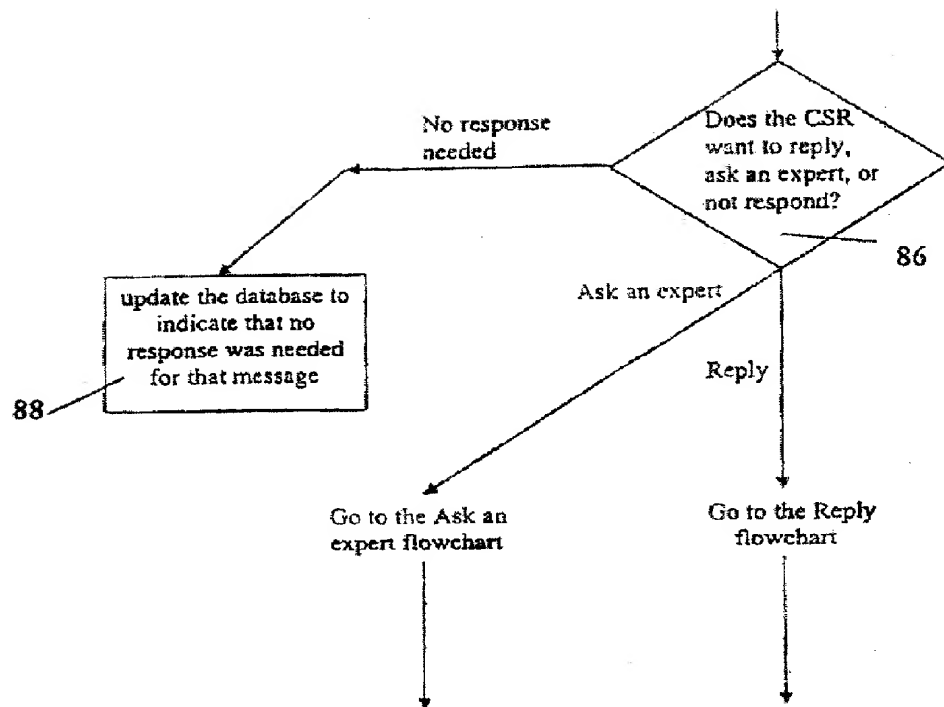 No response
needed
Does the CSR
want to reply,
ask an expert, or
not respond?
86
update the database to
indicate that no
response was needed
for that message
88
Ask an expert
Reply
Go to the Ask an
expert flowchart
Go to the Reply
flowchart